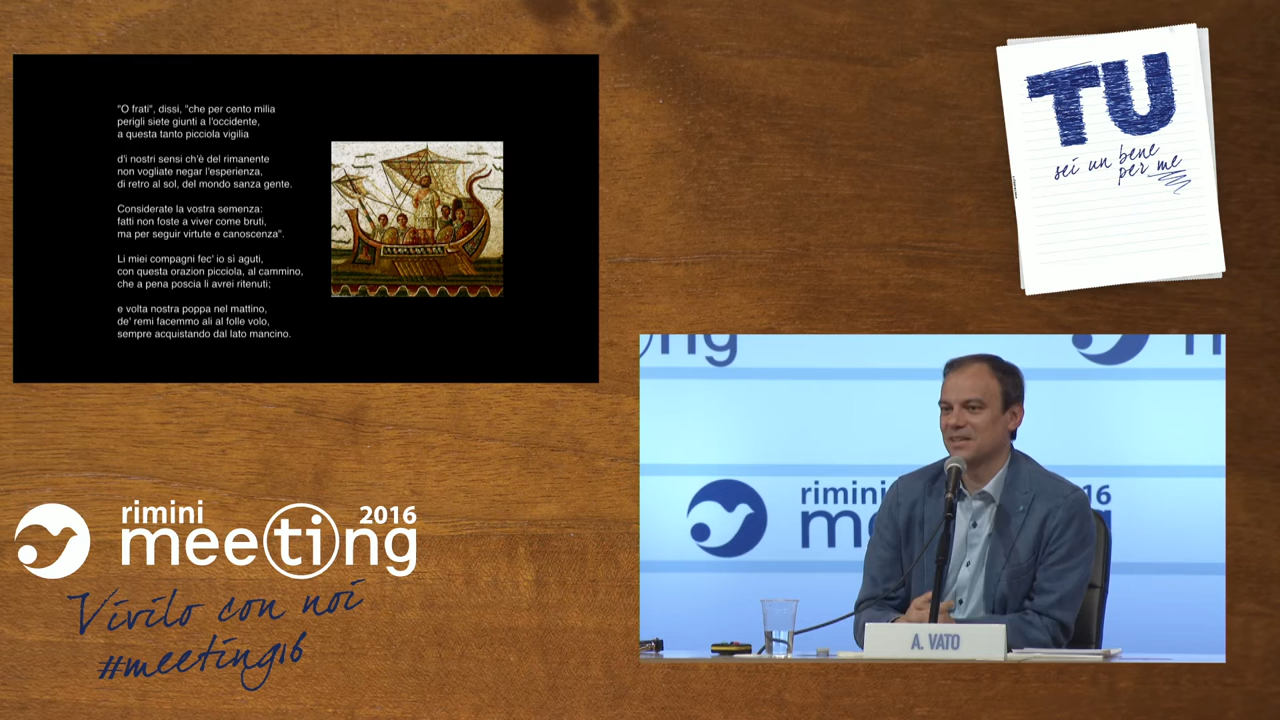 "O frati", dissi, "che per cento milia
perigli siete giunti a l'occidente,
a questa tanto picciola vigilia
d'i nostri sensi ch'è del rimanente
non vogliate negar l'esperienza,
di retro al sol, del mondo sanza gente.
Considerate la vostra semenza:
fatti non foste a viver come bruti,
ma per seguir virtute e canoscenza".
Li miei compagni fec' io sì aguti,
con questa orazion picciola, al cammino,
che a pena poscia li avrei ritenuti;
e volta nostra poppa nel mattino,
de' remi facemmo ali al folle volo,
sempre acquistando dal lato mancino.
TU
sei un bene
per me
rimini 2016
meeting
Vivilo con noi
#meeting16
ng
rimini 16
me g
A. VATO